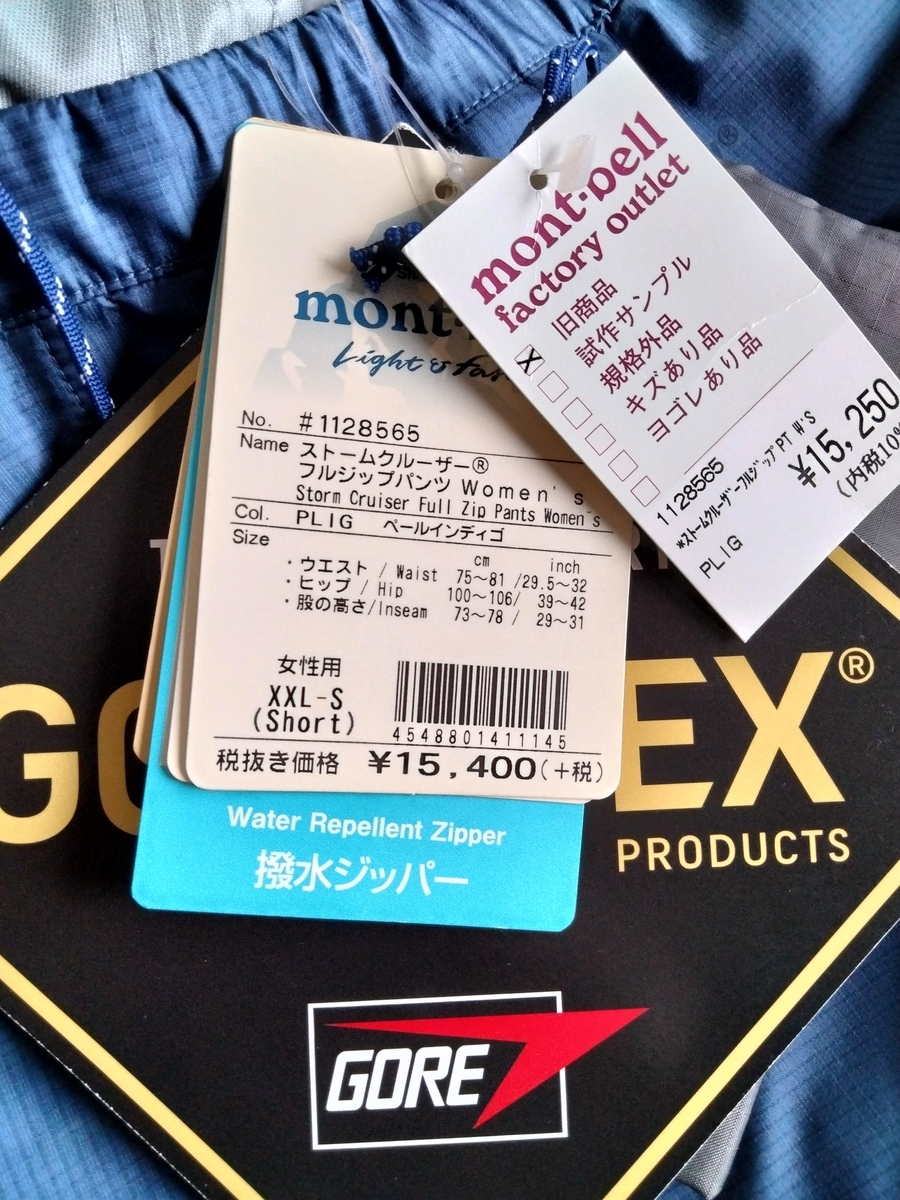 mont
Light & Fas
No. #1128565
Name ストームクルーザー®
フルジップパンツ Women's
Storm Cruiser Full Zip Pants Women's
Col. PLIG ペールインディゴ
Size
cm inch
・ウエスト / Waist 75～81 /29.5～32
・ヒップ / Hip 100～106/ 39～42
・股の高さ/Inseam 73～78 / 29～31
女性用
XXL-S
(Short)
4548801411145
税抜き価格 ¥15,400(+税)
mont-bell
factory outlet
旧商品
試作サンプル
規格外品
キズあり品
ヨゴレあり品
1128565
*ストームクルーザーフルジップPT W'S
¥15,250
(内税10%
PLIG
Water Repellent Zipper
撥水ジッパー
GO EX®
PRODUCTS
GORE